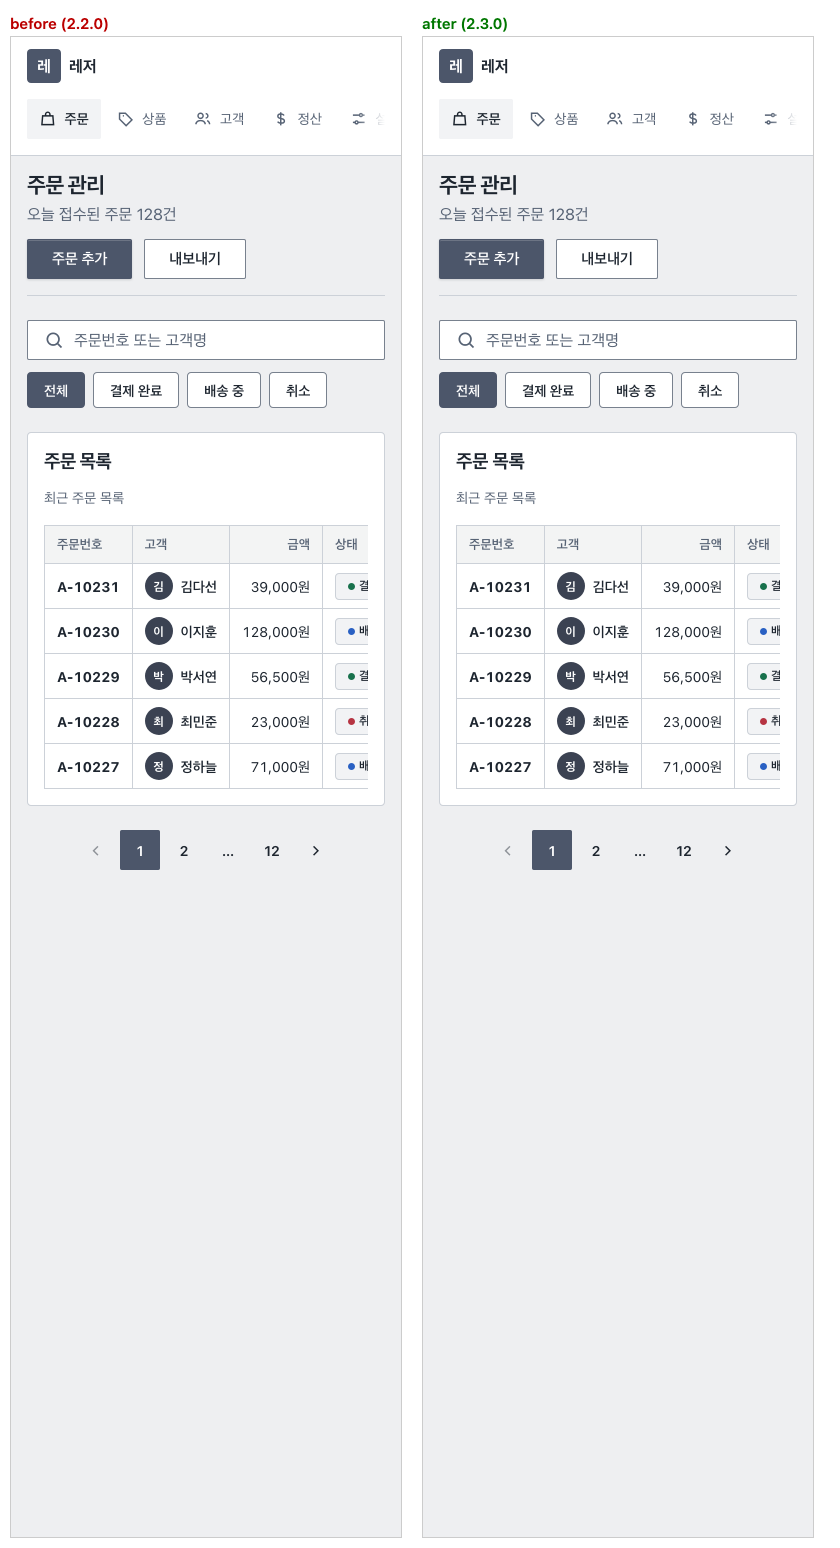 before (2.2.0)
레 레저
주문 상품 고객 $ 정산
주문 관리
오늘 접수된 주문 128건
주문 추가 내보내기
주문번호 또는 고객명
전체 결제 완료 배송 중 취소
주문 목록
최근 주문 목록
주문번호 고객 금액 상태
A-10231 김 김다선 39,000원 결
A-10230 이 이지훈 128,000원 배
A-10229 박 박서연 56,500원 결
A-10228 최 최민준 23,000원 취
A-10227 정 정하늘 71,000원 배
1 2 ... 12
after (2.3.0)
레 레저
주문 상품 고객 $ 정산
주문 관리
오늘 접수된 주문 128건
주문 추가 내보내기
주문번호 또는 고객명
전체 결제 완료 배송 중 취소
주문 목록
최근 주문 목록
주문번호 고객 금액 상태
A-10231 김 김다선 39,000원 결
A-10230 이 이지훈 128,000원 배
A-10229 박 박서연 56,500원 결
A-10228 최 최민준 23,000원 취
A-10227 정 정하늘 71,000원 배
1 2 ... 12